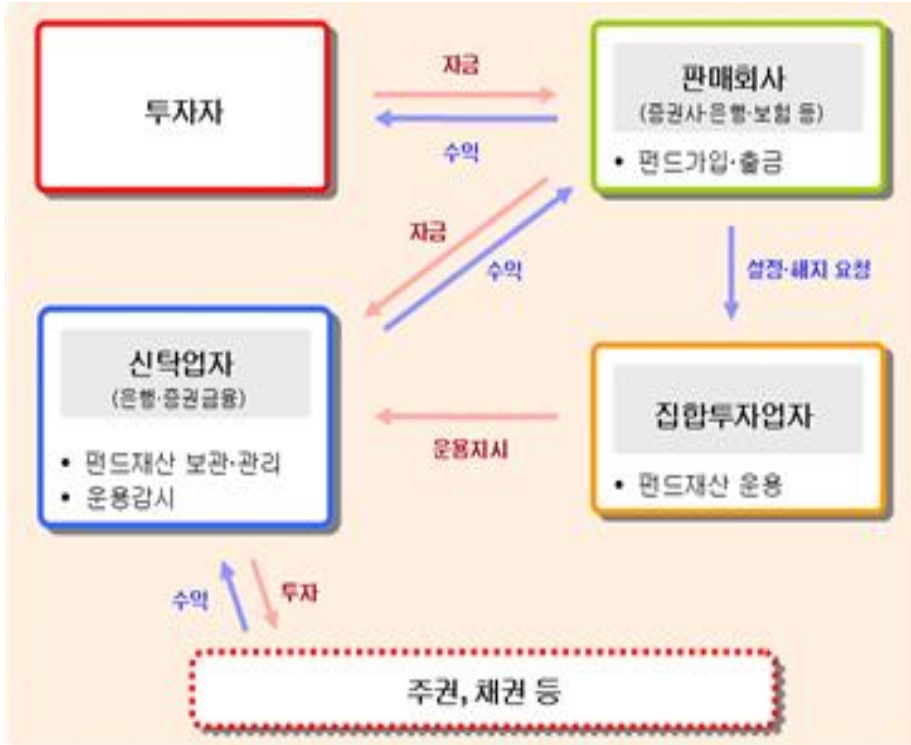 투자자
자금
수익
판매회사
(증권사·은행·보험 등)
• 펀드가입·출금
자금
수익
설정·해지 요청
신탁업자
(은행·증권금융)
• 펀드재산 보관·관리
• 운용감시
운용지시
집합투자업자
• 펀드재산 운용
수익
투자
주권, 채권 등